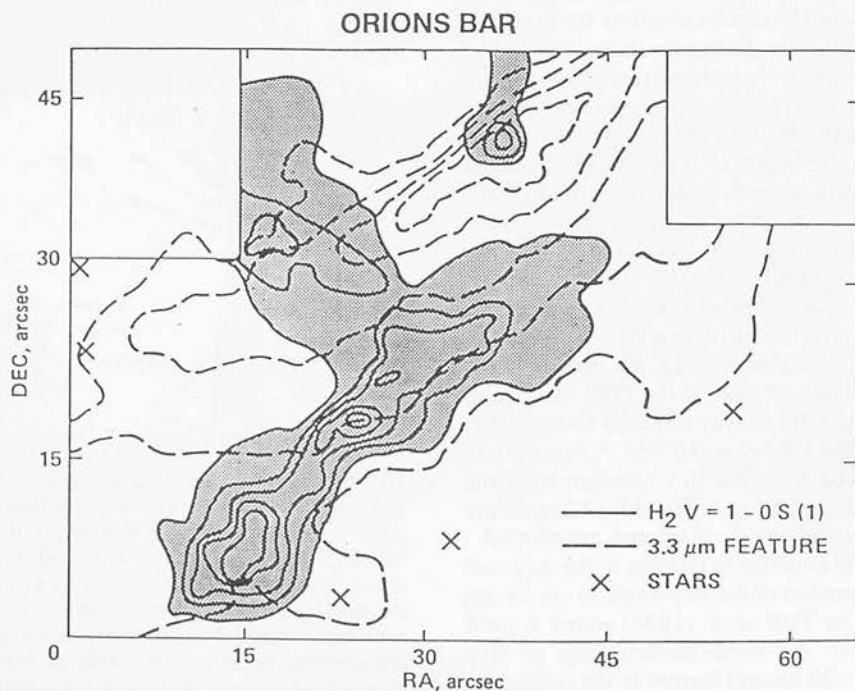 ORIONS BAR
45
30
15
0
DEC, arcsec
H2 V = 1 - 0 S (1)
3.3 µm FEATURE
× STARS
15
30
45
60
RA, arcsec